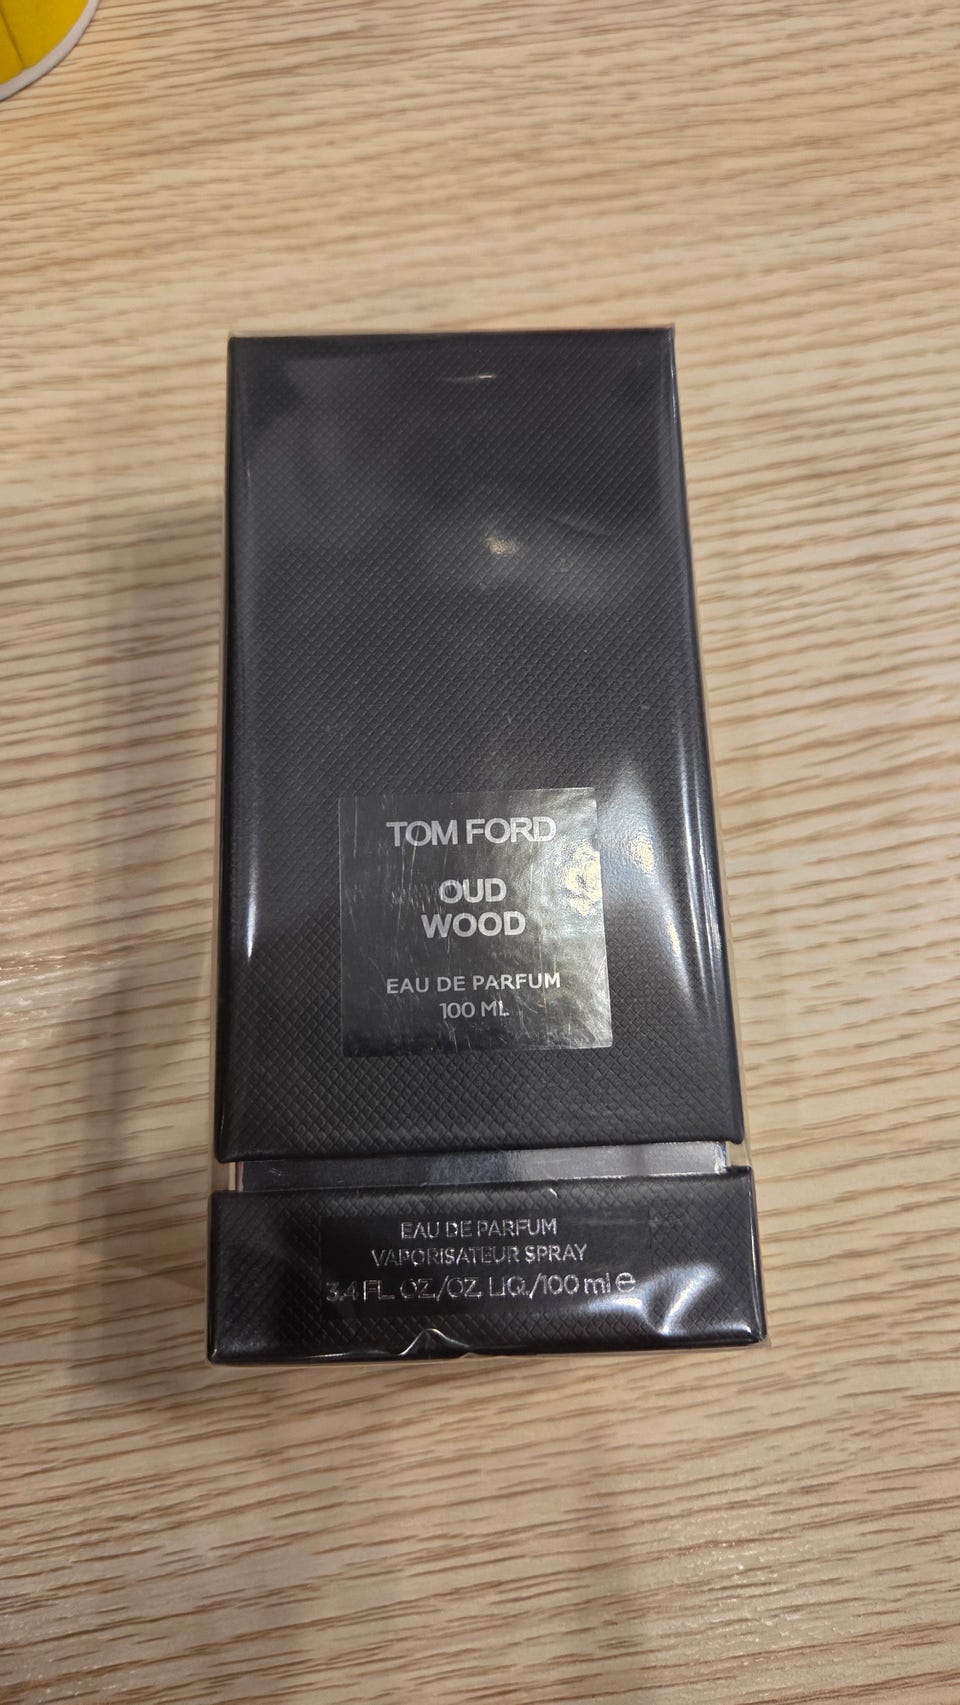 TOM FORD
OUD
WOOD
EAU DE PARFUM
100 ML
EAU DE PARFUM
VAPORISATEUR SPRAY
3.4 FL. OZ./OZ. LIQ./100 ml ℮